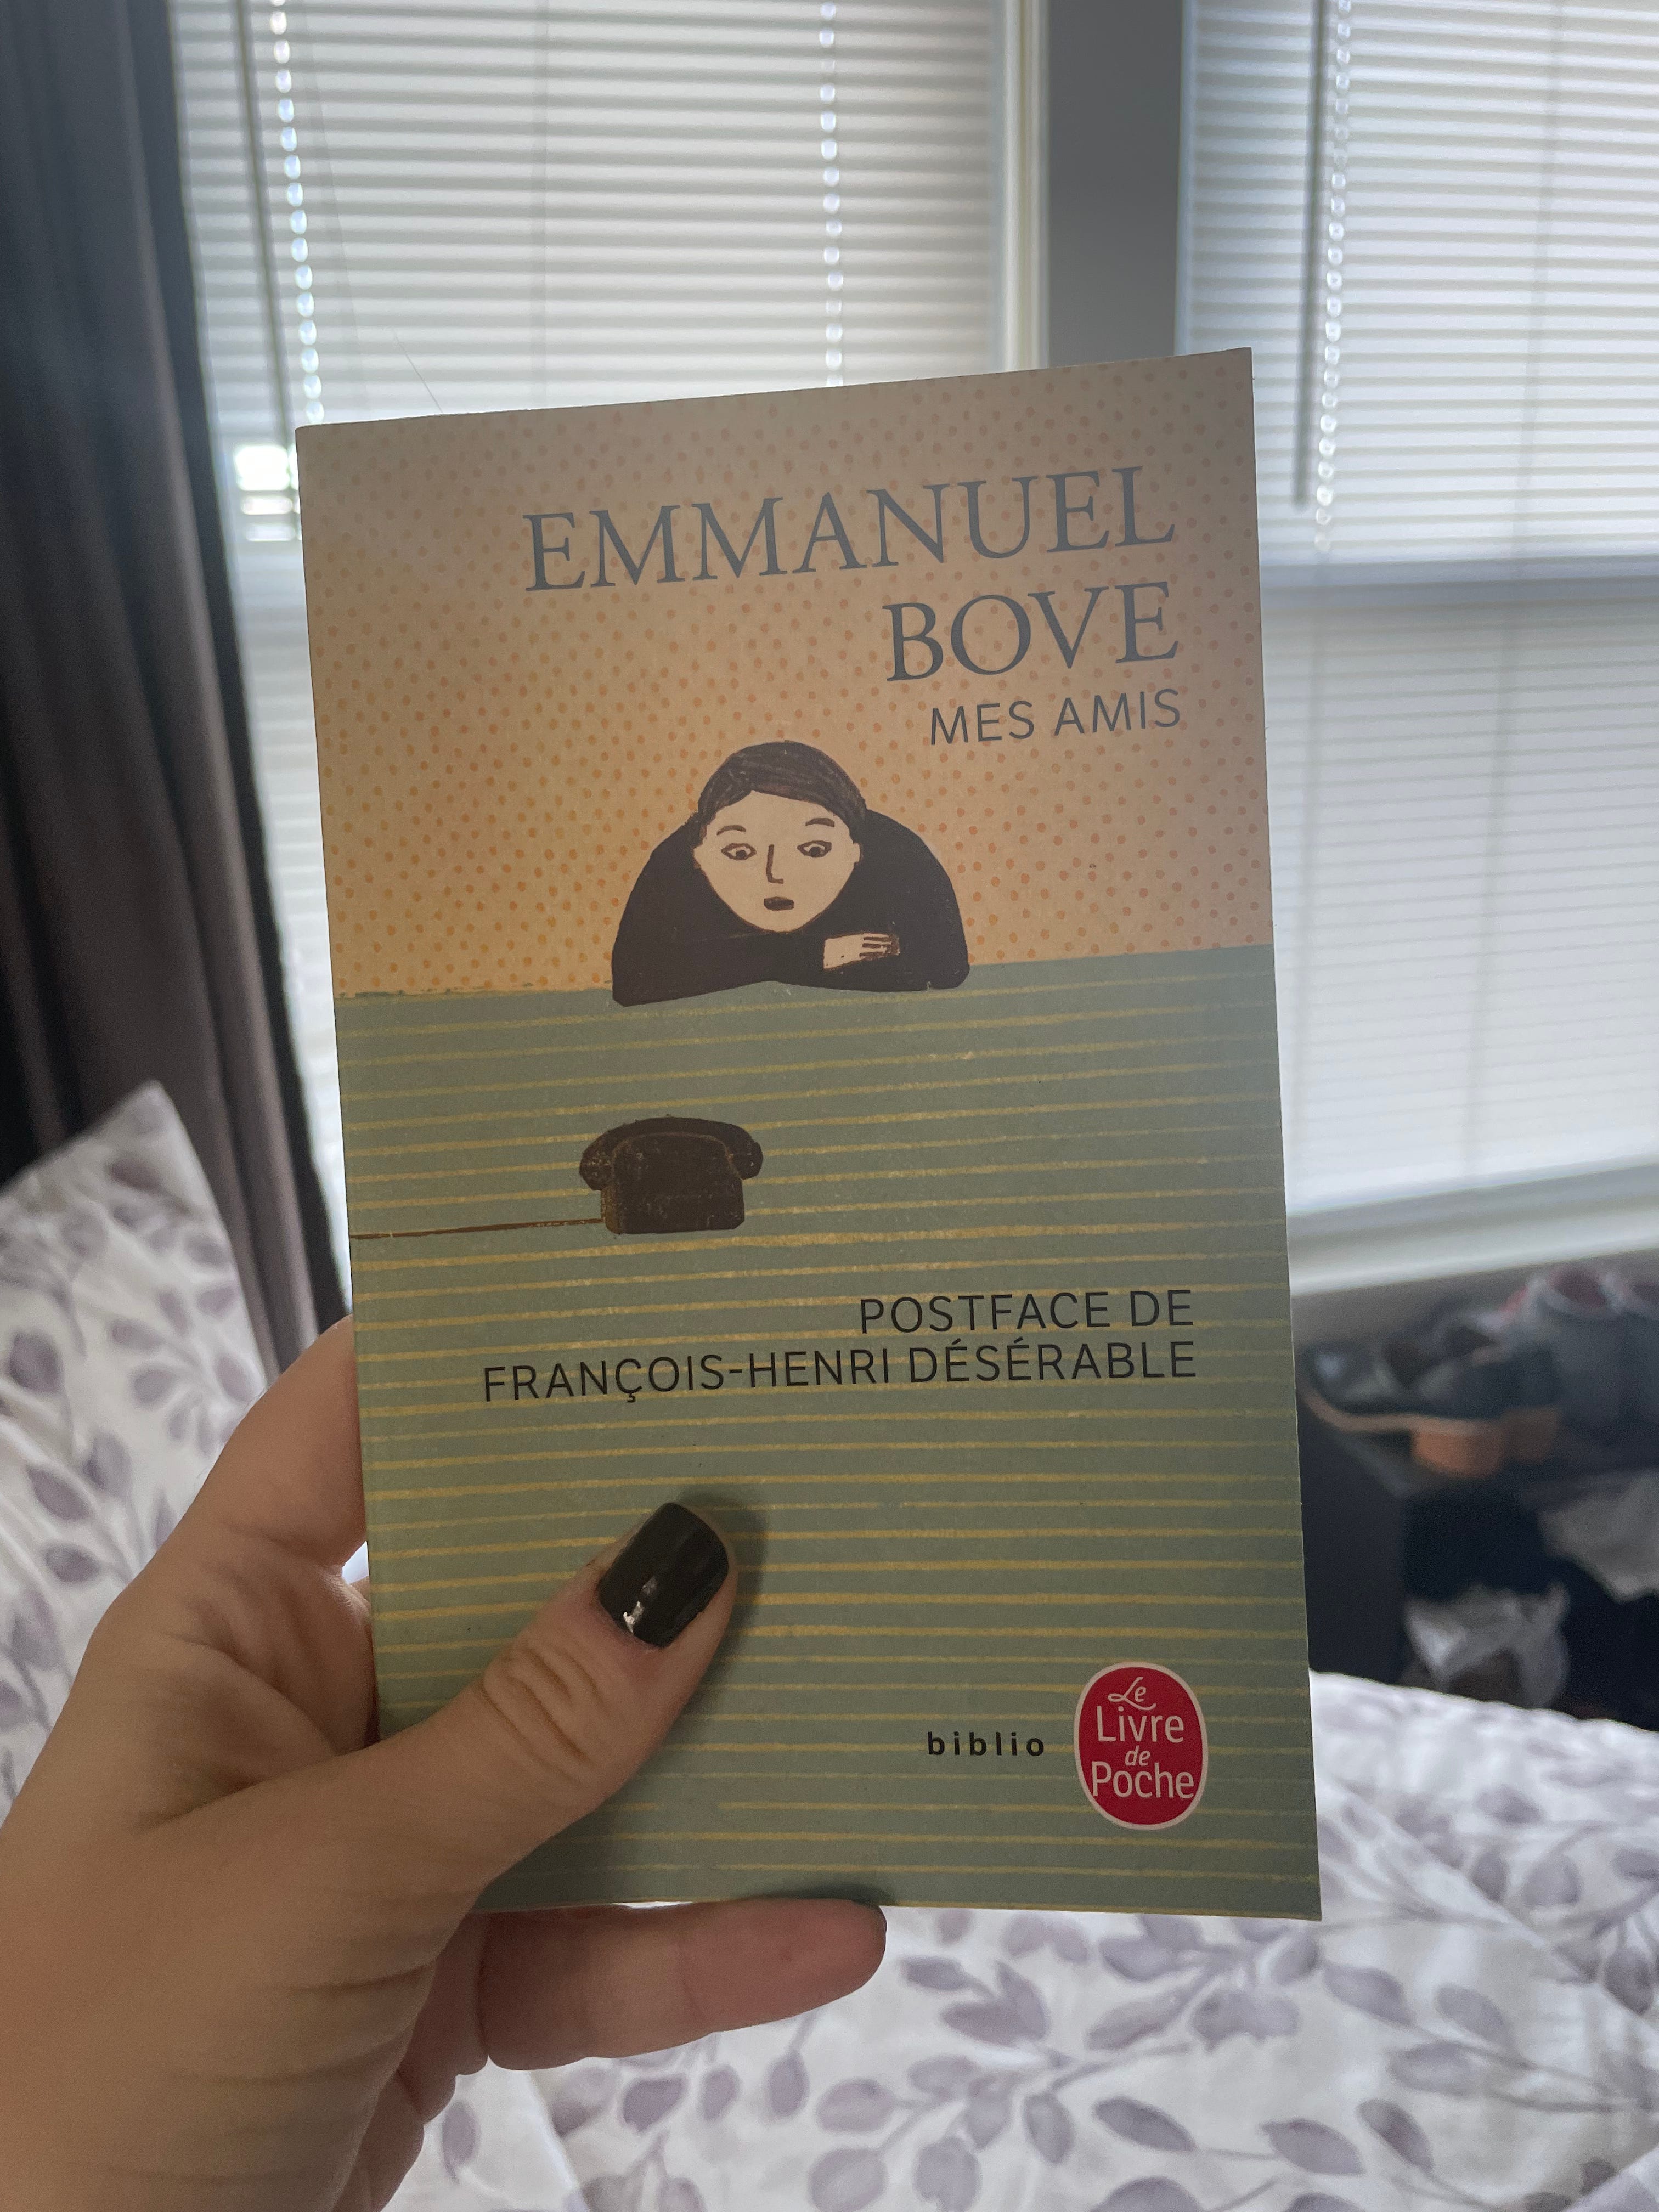 EMMANUEL
BOVE
MES AMIS
POSTFACE DE
FRANÇOIS-HENRI DÉSÉRABLE
biblio
Le
Livre
de
Poche